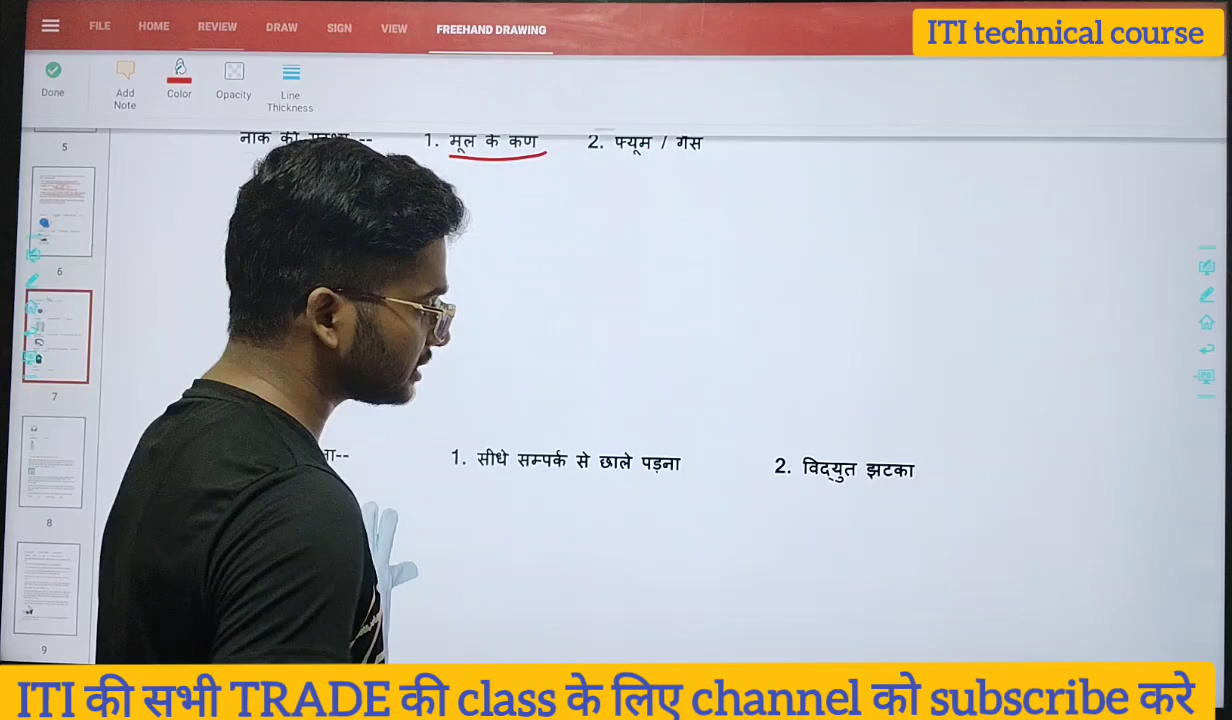 ITI technical course
FILE HOME REVIEW DRAW SIGN VIEW FREEHAND DRAWING
Done Add Note Color Opacity Line Thickness
नाक की -- 1. मूल के कण 2. फ्यूम / गैस
5
6
7
8
9
1. सीधे सम्पर्क से छाले पड़ना 2. विद्युत झटका
ITI की सभी TRADE की class के लिए channel को subscribe करे